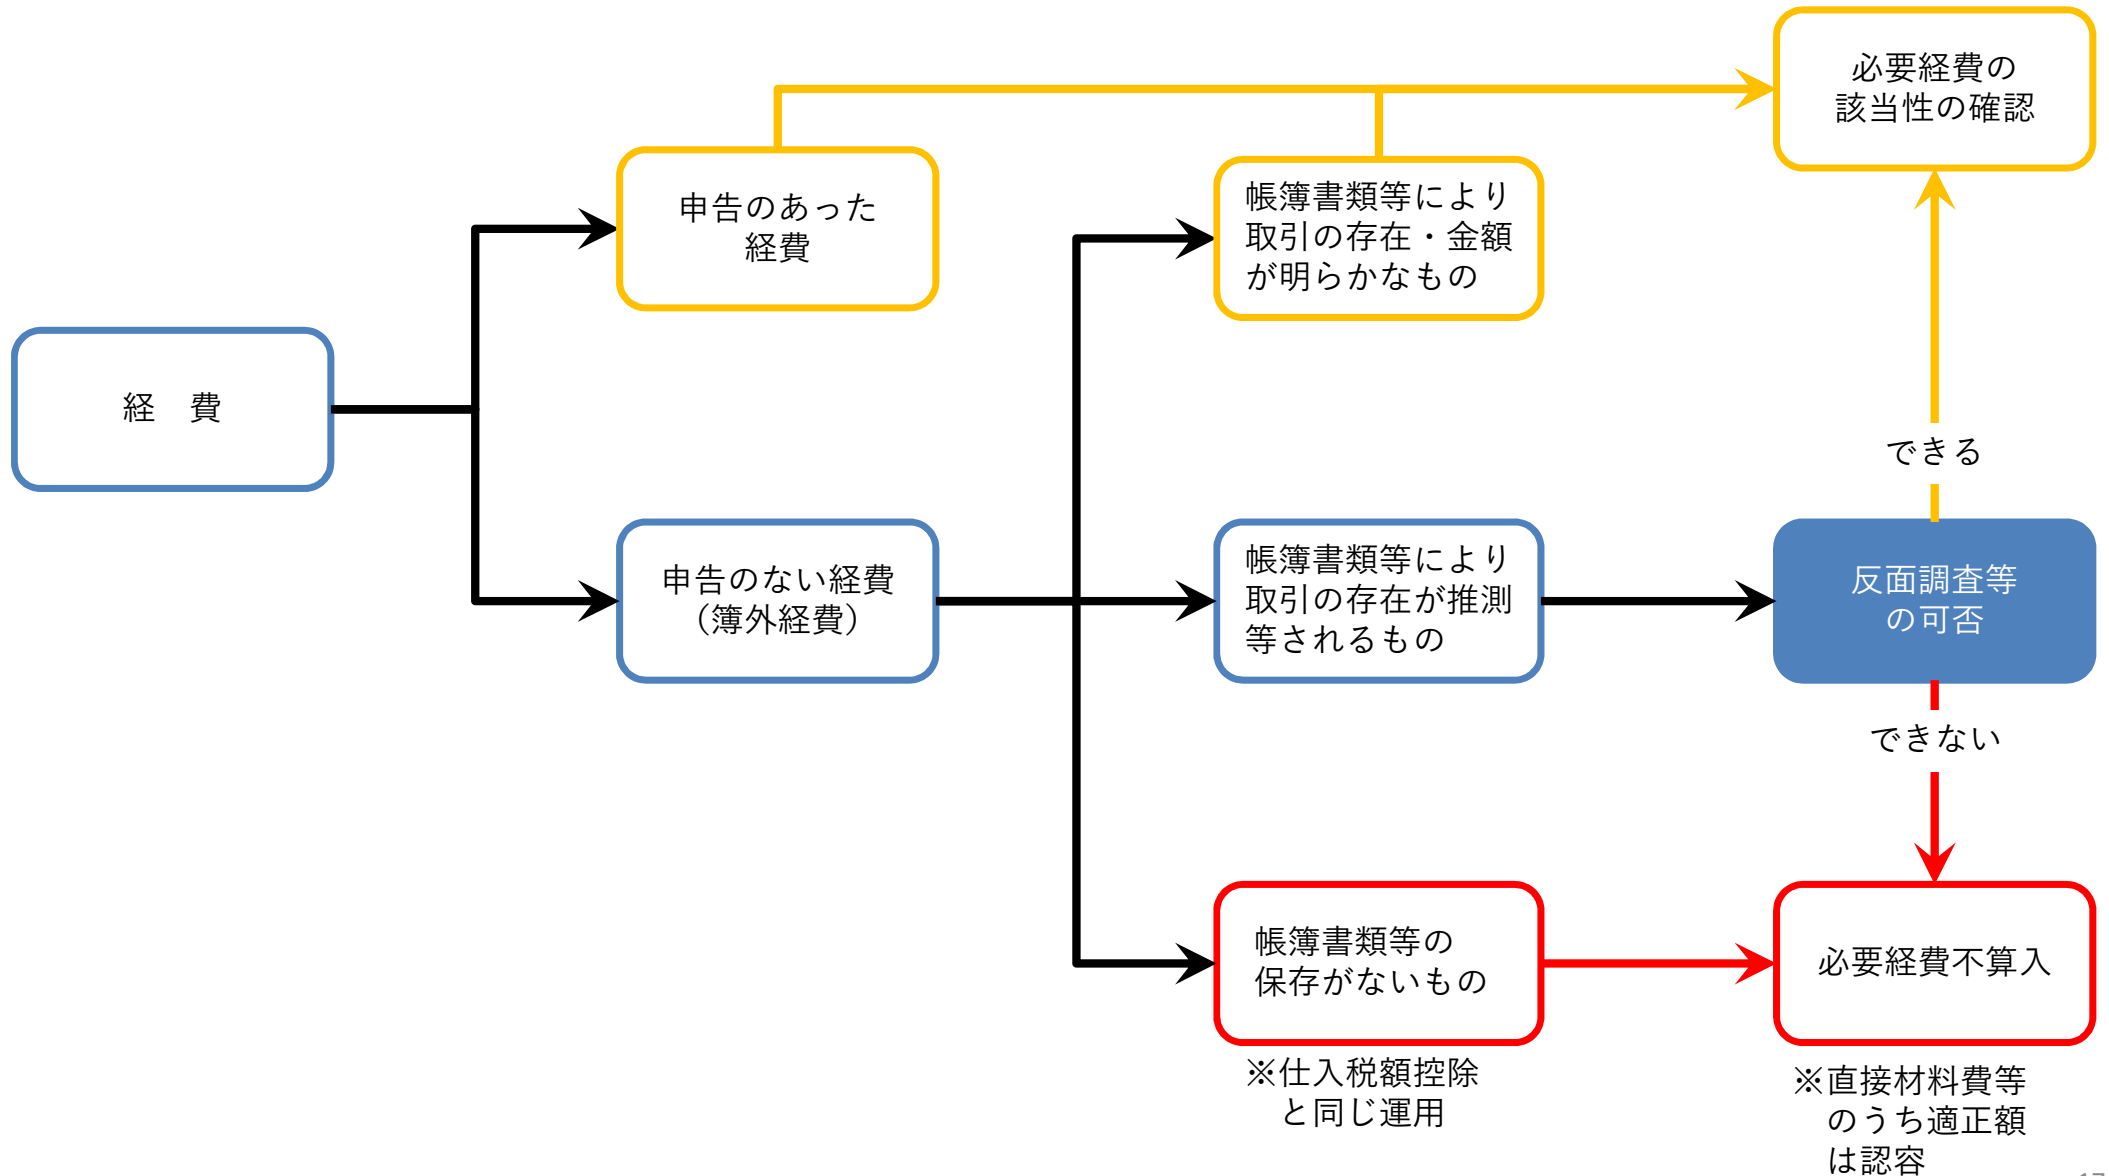 必要経費の
該当性の確認
申告のあった
経費
帳簿書類等により
取引の存在・金額
が明らかなもの
経　費
できる
申告のない経費
（簿外経費）
帳簿書類等により
取引の存在が推測
等されるもの
反面調査等
の可否
できない
帳簿書類等の
保存がないもの
必要経費不算入
※仕入税額控除
と同じ運用
※直接材料費等
のうち適正額
は認容